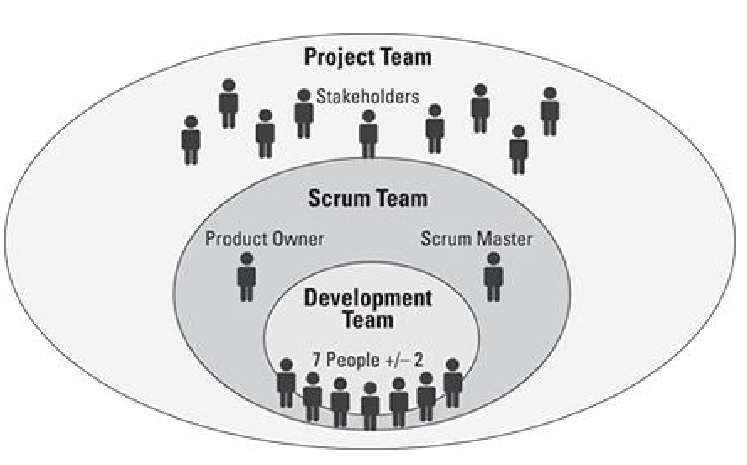 Project Team
Stakeholders
Scrum Team
Product Owner
Scrum Master
Development
Team
7 People +/– 2